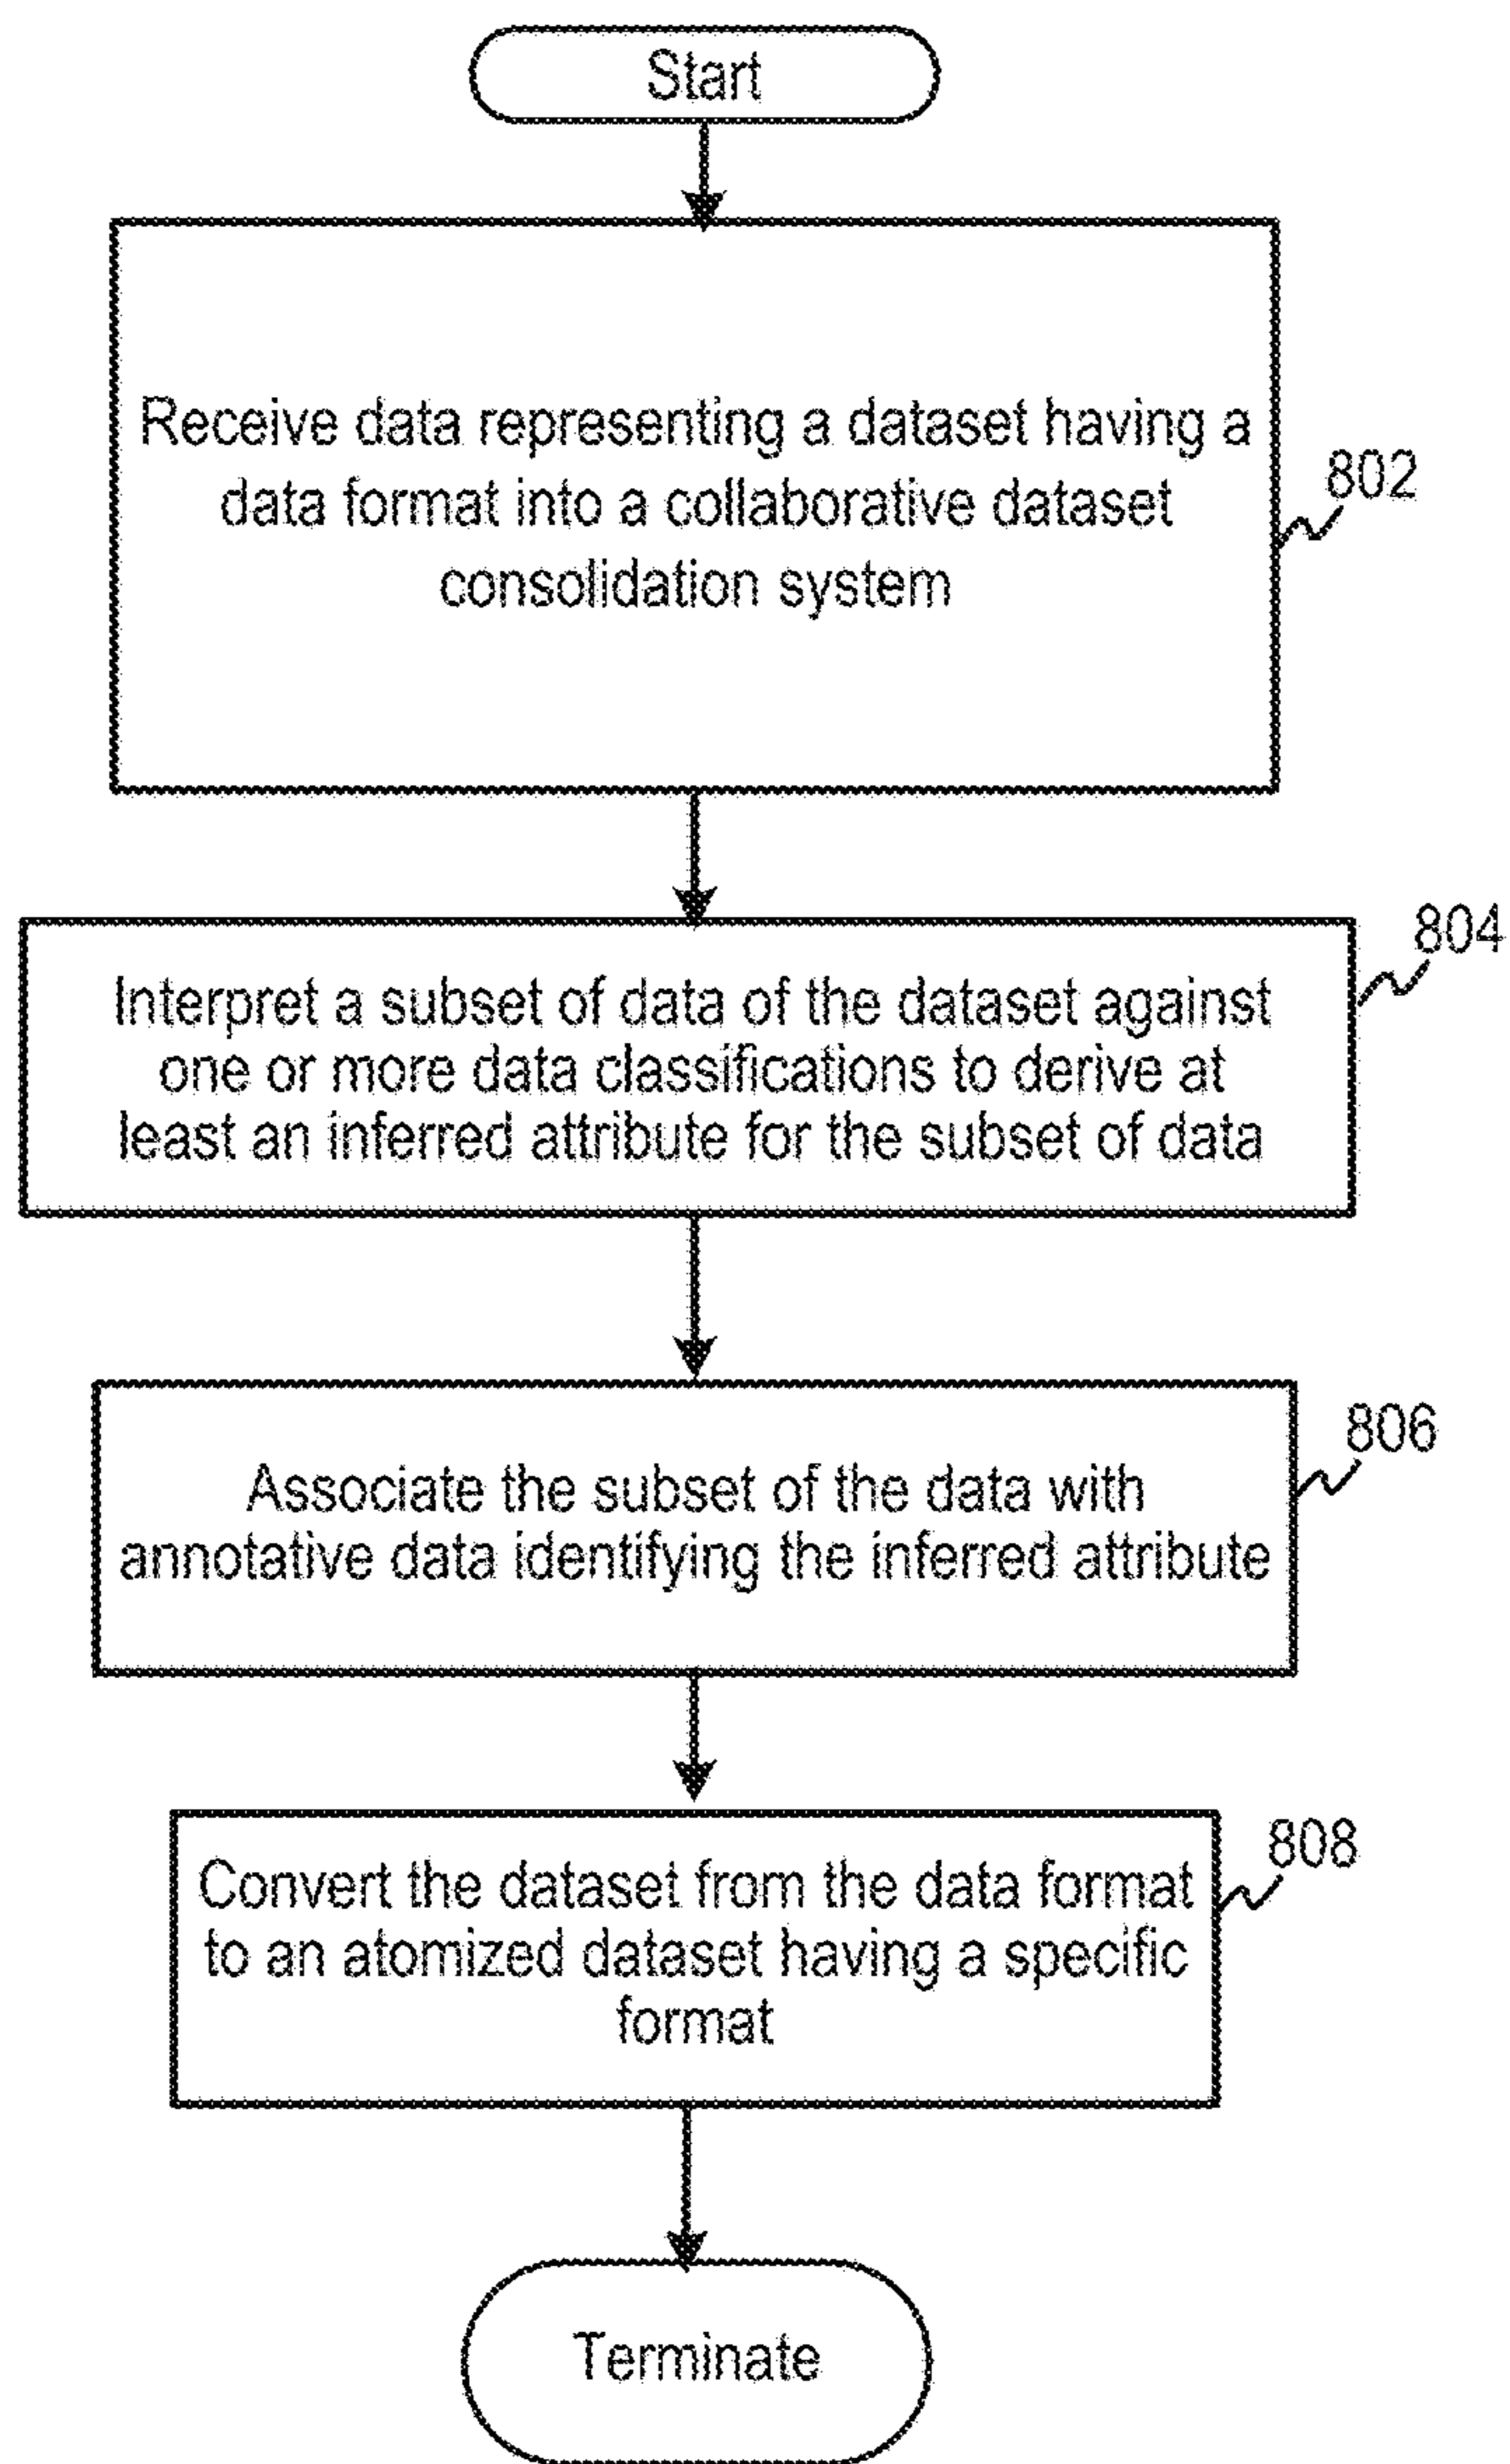 Start
Receive data representing a dataset having a
data format into a collaborative dataset
consolidation system
802
Interpret a subset of data of the dataset against
one or more data classifications to derive at
least an inferred attribute for the subset of data
804
Associate the subset of the data with
annotative data identifying the inferred attribute
806
Convert the dataset from the data format
to an atomized dataset having a specific
format
808
Terminate